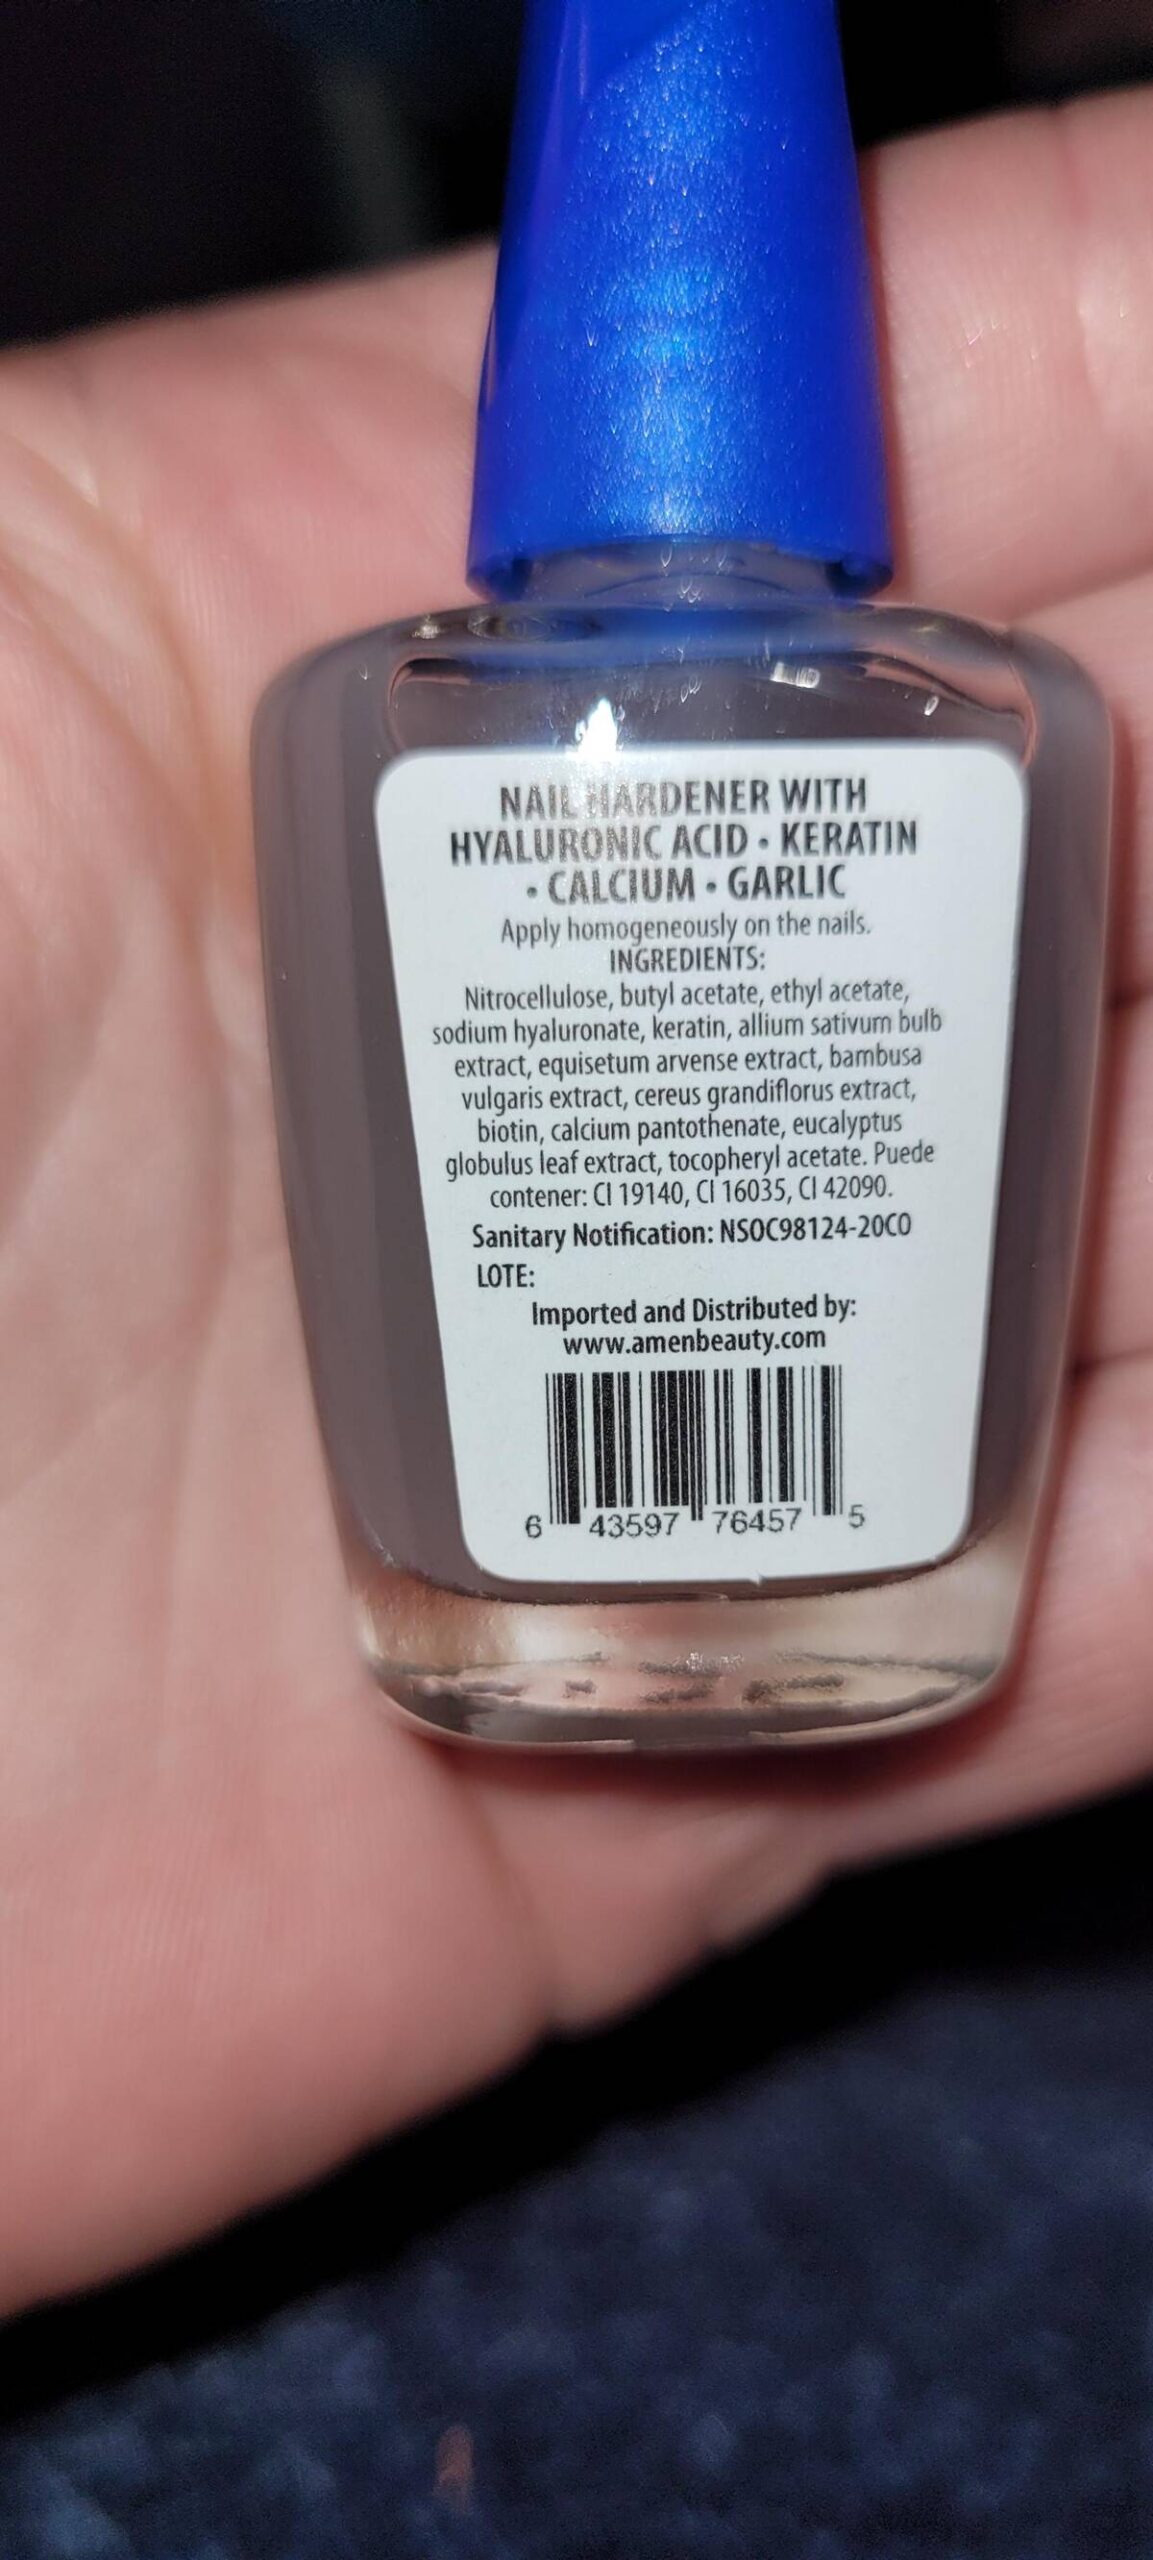 NAIL HARDENER WITH
HYALURONIC ACID • KERATIN
• CALCIUM • GARLIC
Apply homogeneously on the nails.
INGREDIENTS:
Nitrocellulose, butyl acetate, ethyl acetate,
sodium hyaluronate, keratin, allium sativum bulb
extract, equisetum arvense extract, bambusa
vulgaris extract, cereus grandiflorus extract,
biotin, calcium pantothenate, eucalyptus
globulus leaf extract, tocopheryl acetate. Puede
contener: CI 19140, CI 16035, CI 42090.
Sanitary Notification: NSOC98124-20CO
LOTE:
Imported and Distributed by:
www.amenbeauty.com
6 43597 76457 5